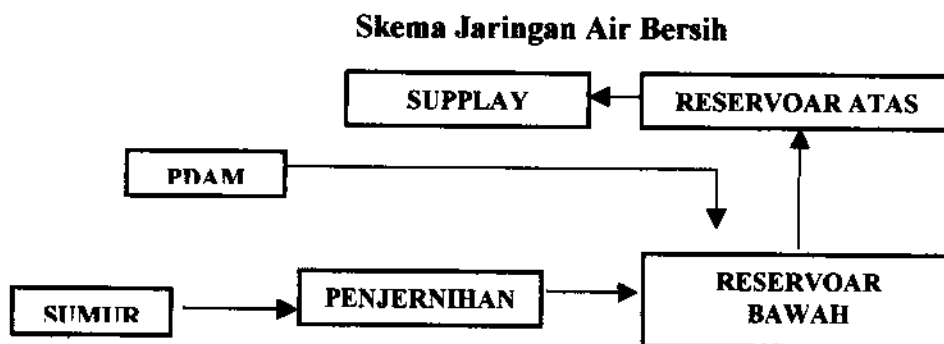 Skema Jaringan Air Bersih
SUPPLAY
RESERVOAR ATAS
PDAM
RESERVOAR
BAWAH
PENJERNIHAN
SUMUR